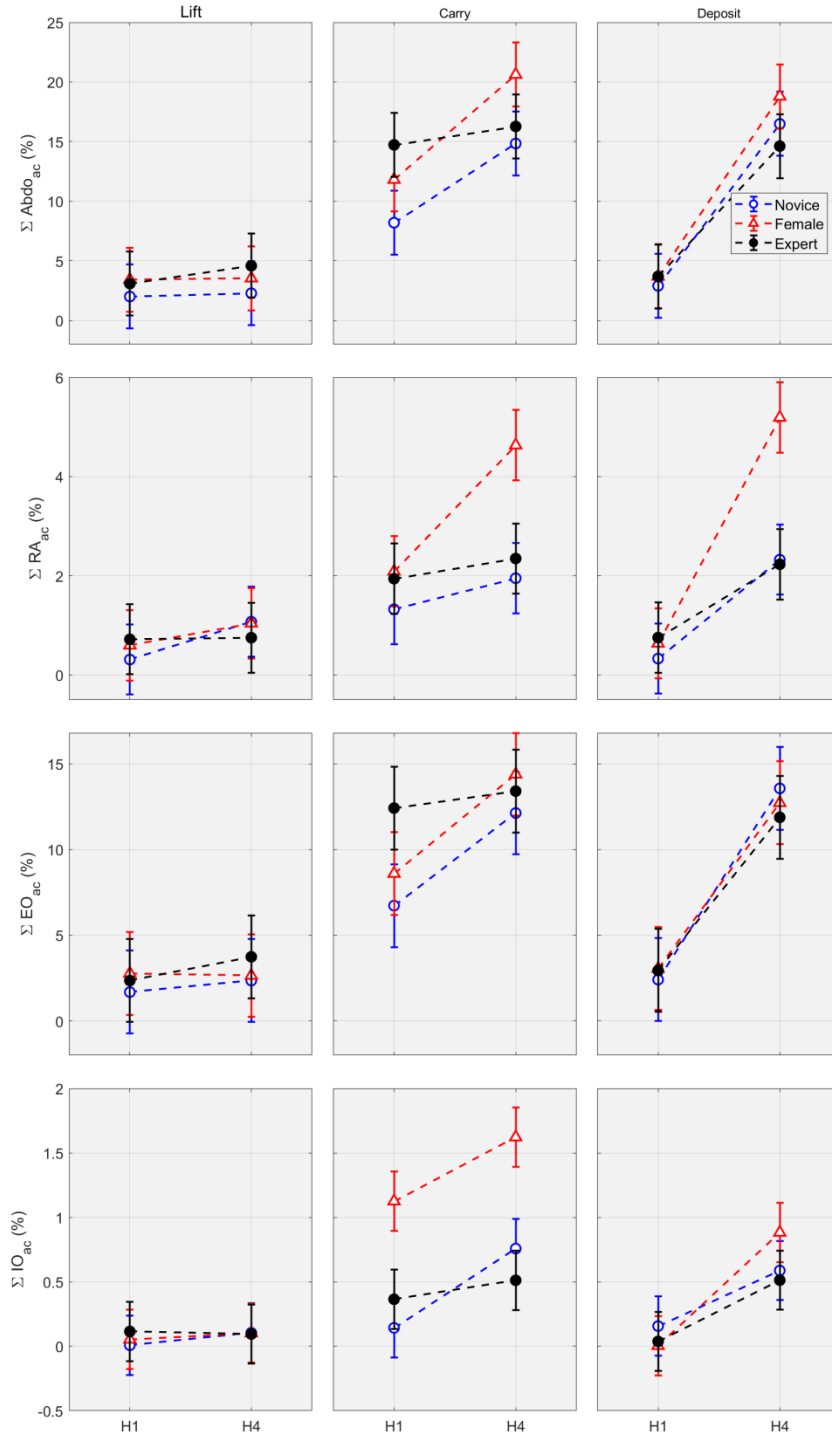 Lift Carry Deposit
25
20
15
10
5
0
Σ Abdo_ac (%)
Novice
Female
Expert
6
4
2
0
Σ RA_ac (%)
15
10
5
0
Σ EO_ac (%)
2
1.5
1
0.5
0
-0.5
Σ IO_ac (%)
H1 H4 H1 H4 H1 H4